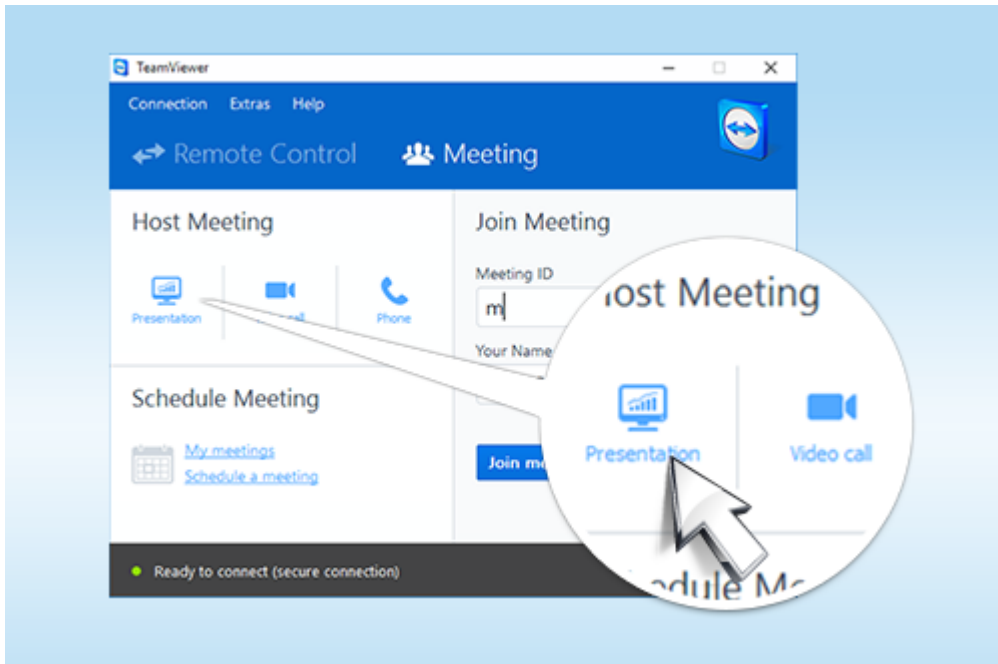 TeamViewer
Connection Extras Help
Remote Control Meeting
Host Meeting
Presentation
Phone
Join Meeting
Meeting ID
m
Your Name
Schedule Meeting
My meetings
Schedule a meeting
Join
Ready to connect (secure connection)
Meeting
Presentation Video call